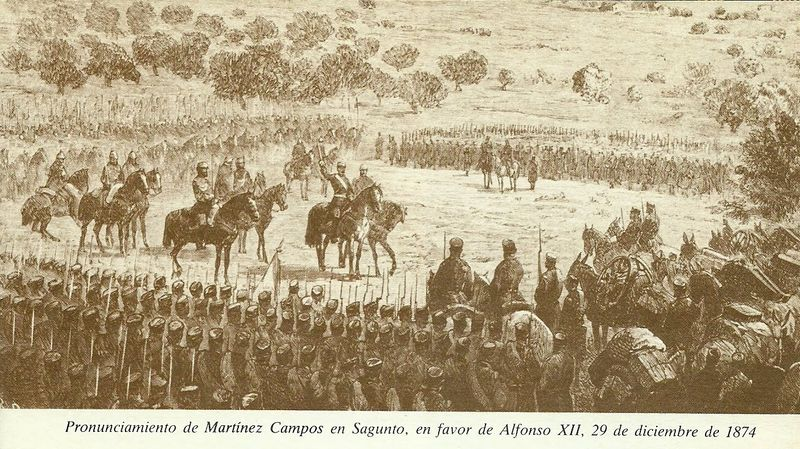 Pronunciamiento de Martínez Campos en Sagunto, en favor de Alfonso XII, 29 de diciembre de 1874